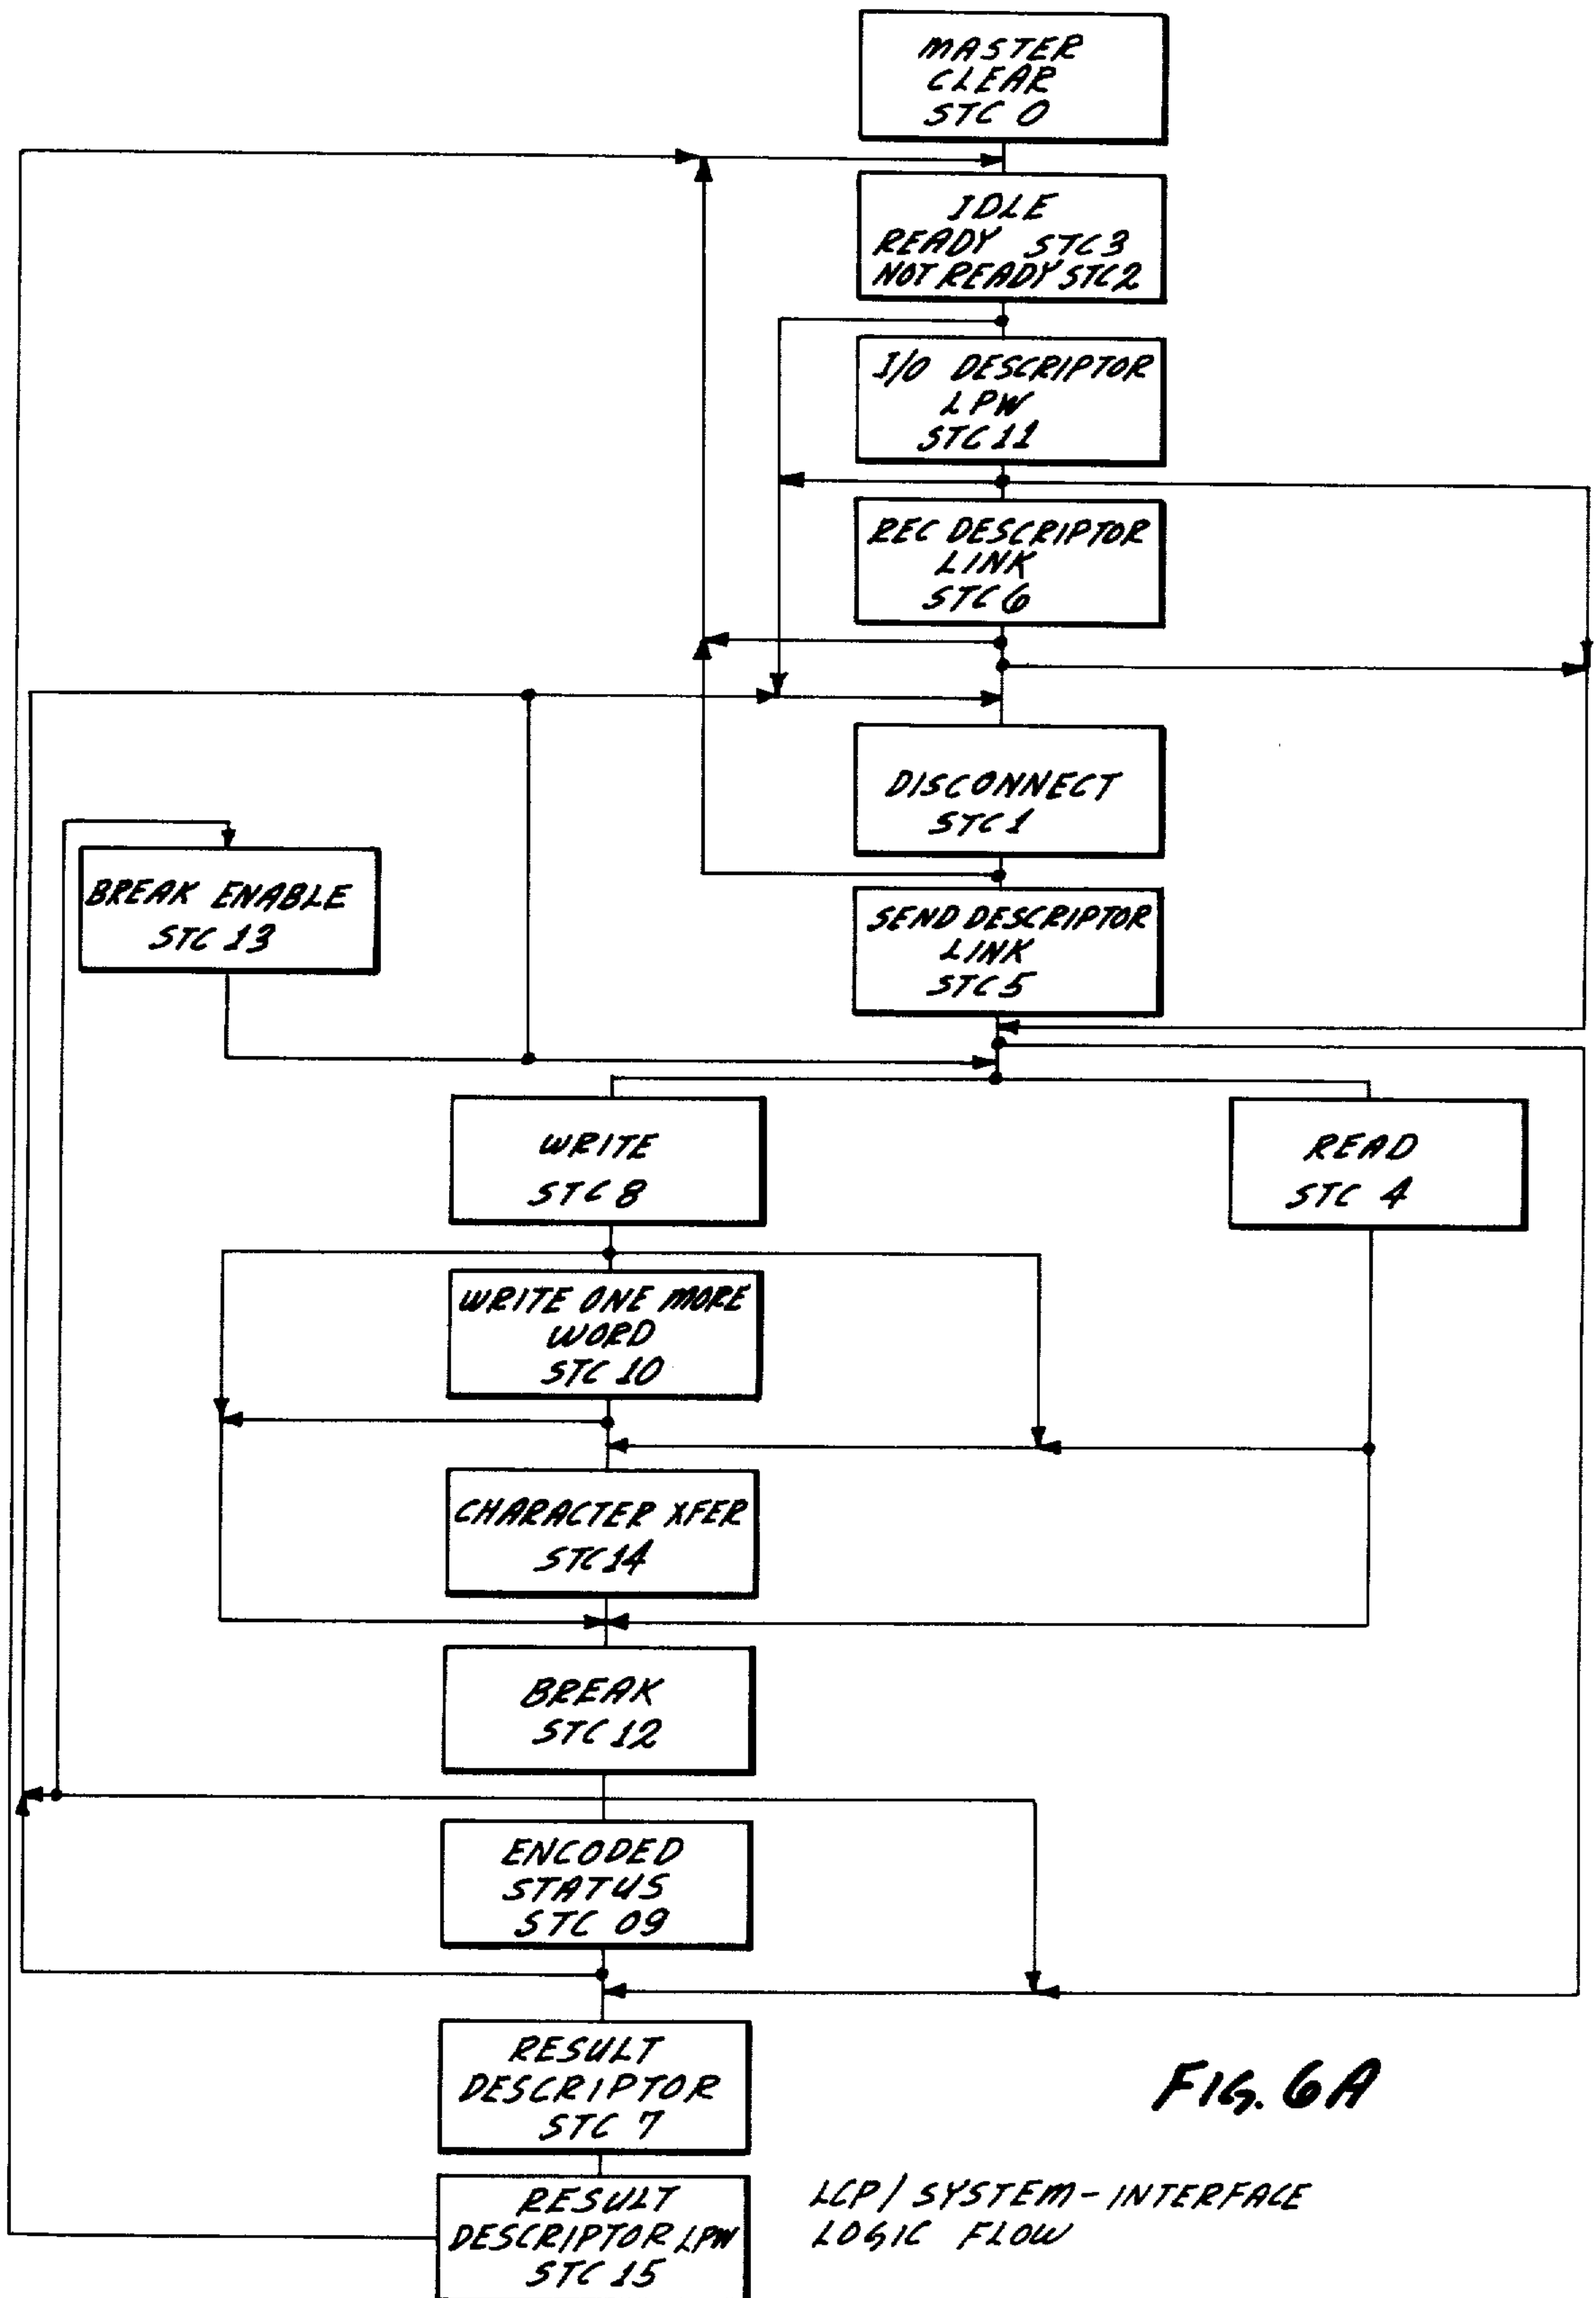 MASTER
CLEAR
STC 0
IDLE
READY STC3
NOT READY STC2
I/O DESCRIPTOR
LPW
STC 11
REC DESCRIPTOR
LINK
STC 6
DISCONNECT
STC 1
BREAK ENABLE
STC 13
SEND DESCRIPTOR
LINK
STC 5
WRITE
STC 8
READ
STC 4
WRITE ONE MORE
WORD
STC 10
CHARACTER XFER
STC 14
BREAK
STC 12
ENCODED
STATUS
STC 09
RESULT
DESCRIPTOR
STC 7
FIG. 6A
RESULT
DESCRIPTOR LPW
STC 15
LCP/SYSTEM-INTERFACE
LOGIC FLOW